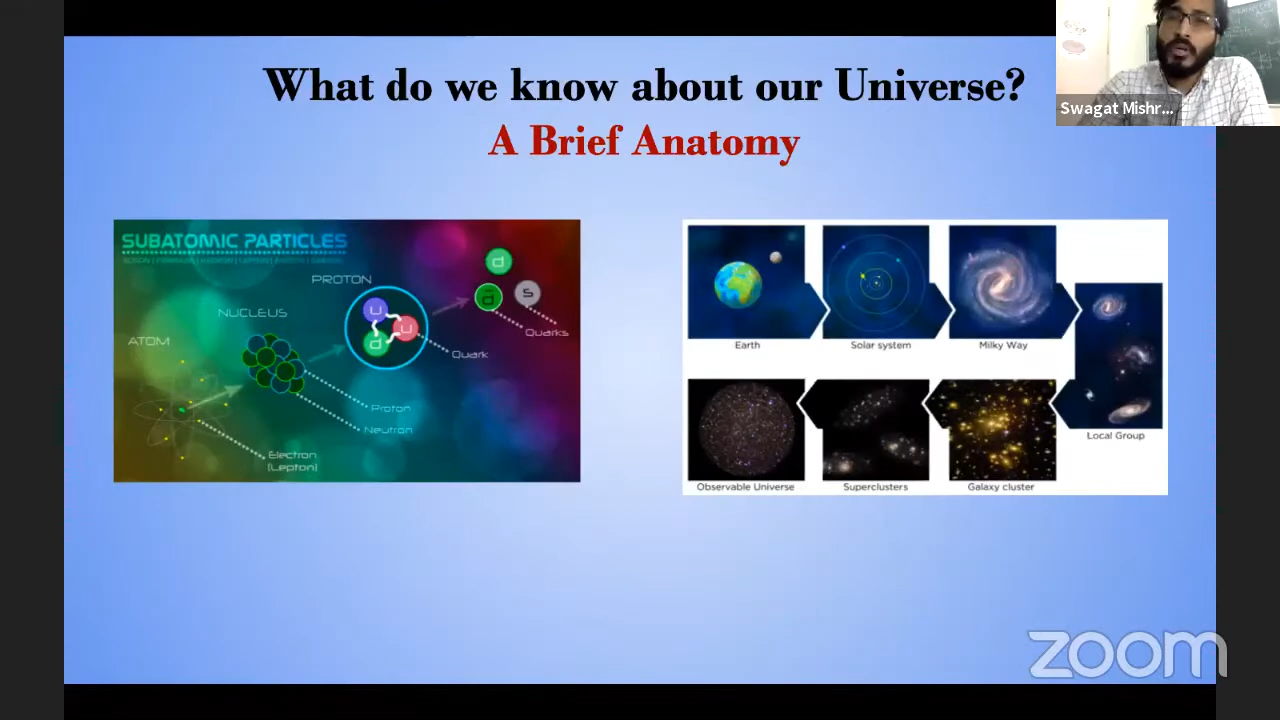 What do we know about our Universe?
A Brief Anatomy
Swagat Mishr...
SUBATOMIC PARTICLES
PROTON
NUCLEUS
ATOM
d
d
s
u
u
d
Quarks
Quark
Proton
Neutron
Electron
(Lepton)
Earth
Solar system
Milky Way
Local Group
Observable Universe
Superclusters
Galaxy cluster
zoom